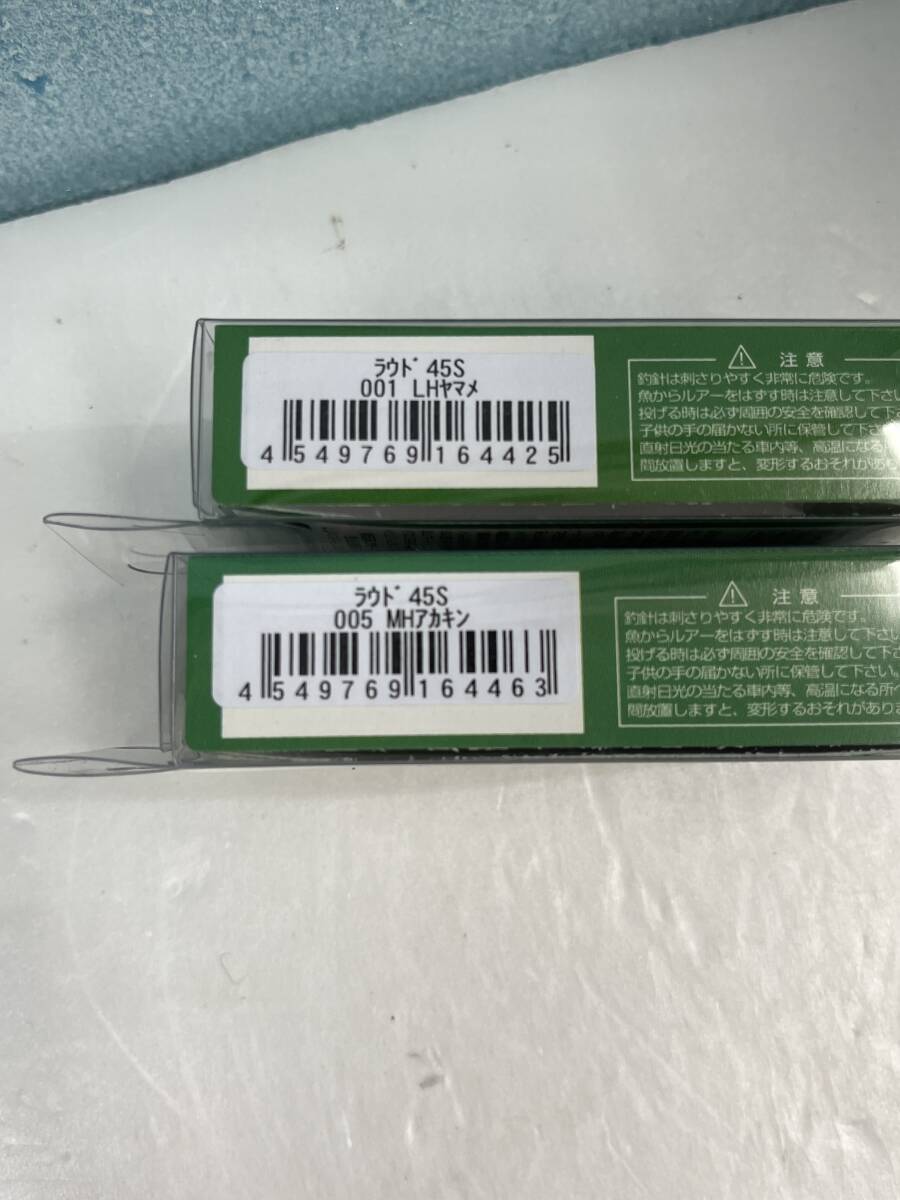 ﾗｳﾄﾞ 45S
001 LHﾔﾏﾒ
4 549769 164425
注意
釣針は刺さりやすく非常に危険です。
魚からルアーをはずす時は注意して下さい
投げる時は必ず周囲の安全を確認して下さ
子供の手の届かない所に保管して下さい。
直射日光の当たる車内等、高温になる
間放置しますと、変形するおそれがあり
ﾗｳﾄﾞ 45S
005 MHｱｶｷﾝ
4 549769 164463
注意
釣針は刺さりやすく非常に危険です。
魚からルアーをはずす時は注意して下さ
投げる時は必ず周囲の安全を確認して下さ
子供の手の届かない所に保管して下さい。
直射日光の当たる車内等、高温になる所
間放置しますと、変形するおそれがありま